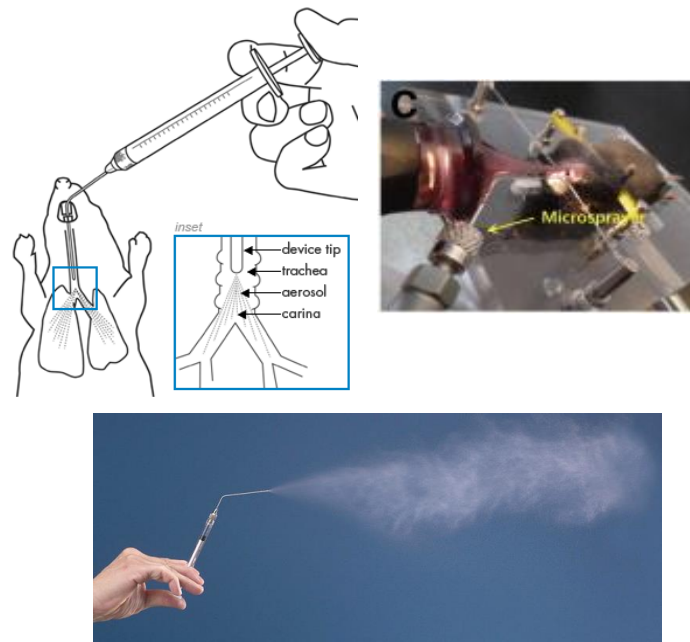 inset
device tip
trachea
aerosol
carina
C
Microsprayer